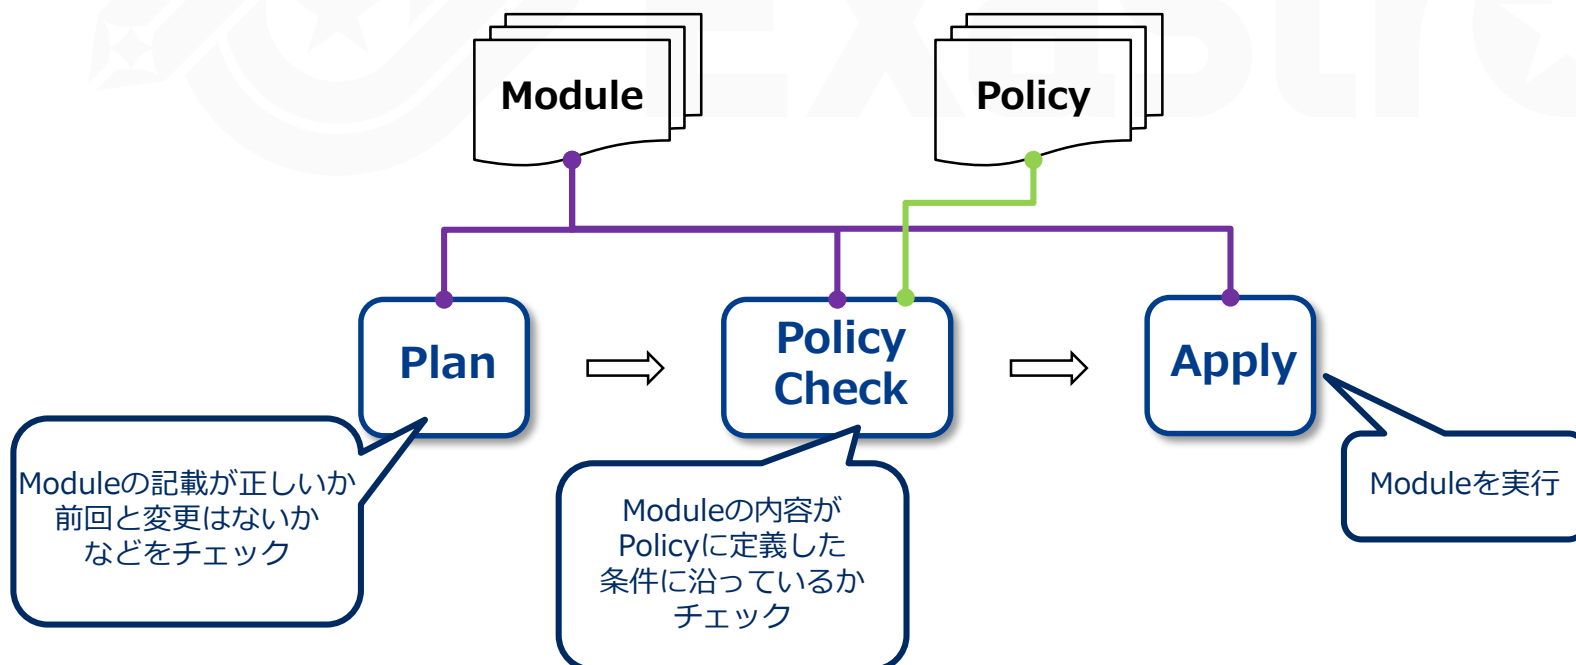 Exastro
Module
Policy
Plan
Policy
Check
Apply
Moduleの記載が正しいか
前回と変更はないか
などをチェック
Moduleの内容が
Policyに定義した
条件に沿っているか
チェック
Moduleを実行